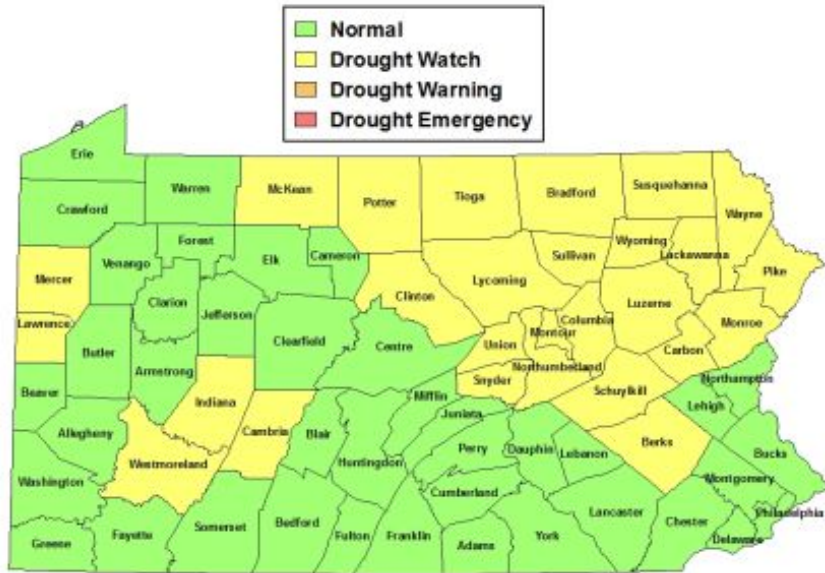 Normal
Drought Watch
Drought Warning
Drought Emergency
Erie
Crawford
Warren
McKean
Potter
Tioga
Bradford
Susquehanna
Wayne
Mercer
Venango
Forest
Elk
Cameron
Clinton
Lycoming
Sullivan
Wyoming
Lackawanna
Pike
Lawrence
Clarion
Jefferson
Clearfield
Centre
Union
Montour
Columbia
Luzerne
Monroe
Butler
Armstrong
Beaver
Indiana
Cambria
Snyder
Northumberland
Carbon
Schuylkill
Northampton
Lehigh
Allegheny
Westmoreland
Blair
Mifflin
Juniata
Huntingdon
Perry
Dauphin
Lebanon
Berks
Bucks
Washington
Cumberland
Montgomery
Greene
Fayette
Somerset
Bedford
Fulton
Franklin
Adams
York
Lancaster
Chester
Delaware
Philadelphia